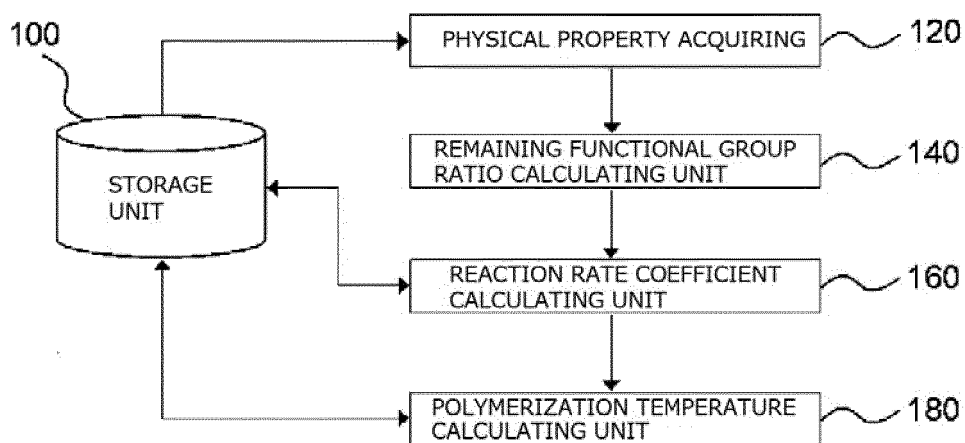 100
PHYSICAL PROPERTY ACQUIRING
120
STORAGE
UNIT
REMAINING FUNCTIONAL GROUP
RATIO CALCULATING UNIT
140
REACTION RATE COEFFICIENT
CALCULATING UNIT
160
POLYMERIZATION TEMPERATURE
CALCULATING UNIT
180